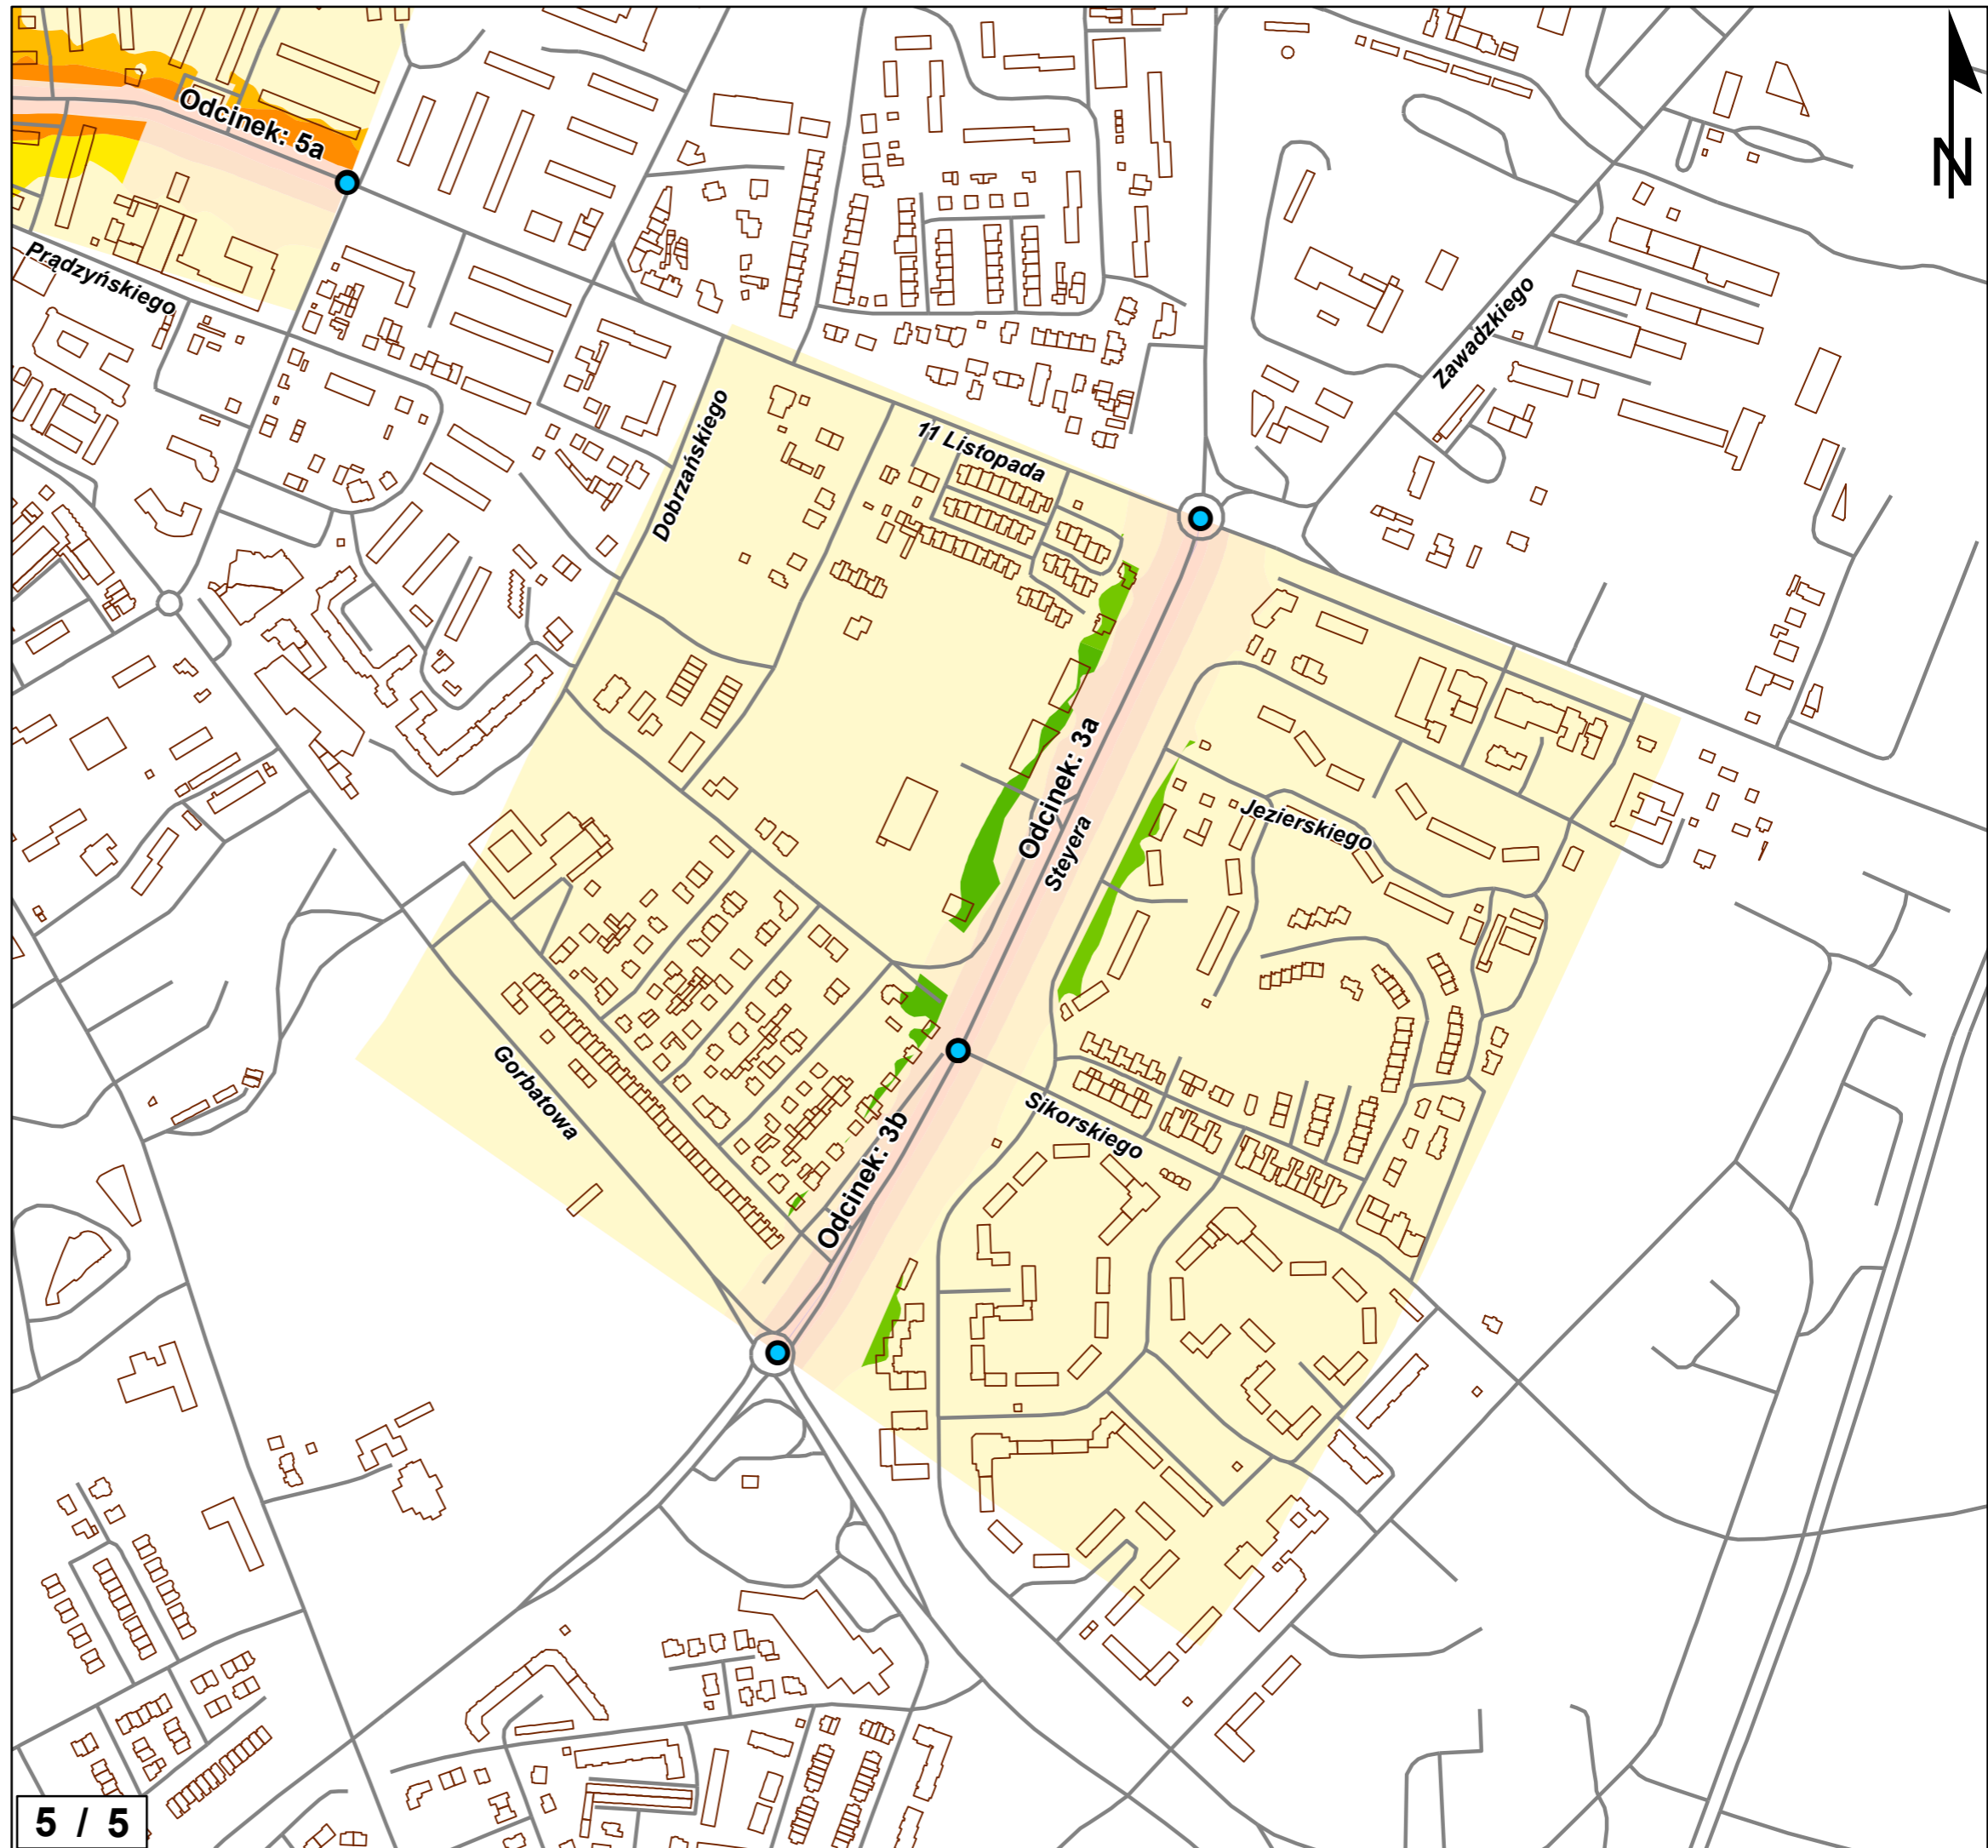 Odcinek: 5a
N
Prądzyńskiego
Zawadzkiego
Dobrzańskiego
11 Listopada
Odcinek: 3a
Steyera
Jezierskiego
Gorbatowa
Sikorskiego
Odcinek: 3b
5 / 5